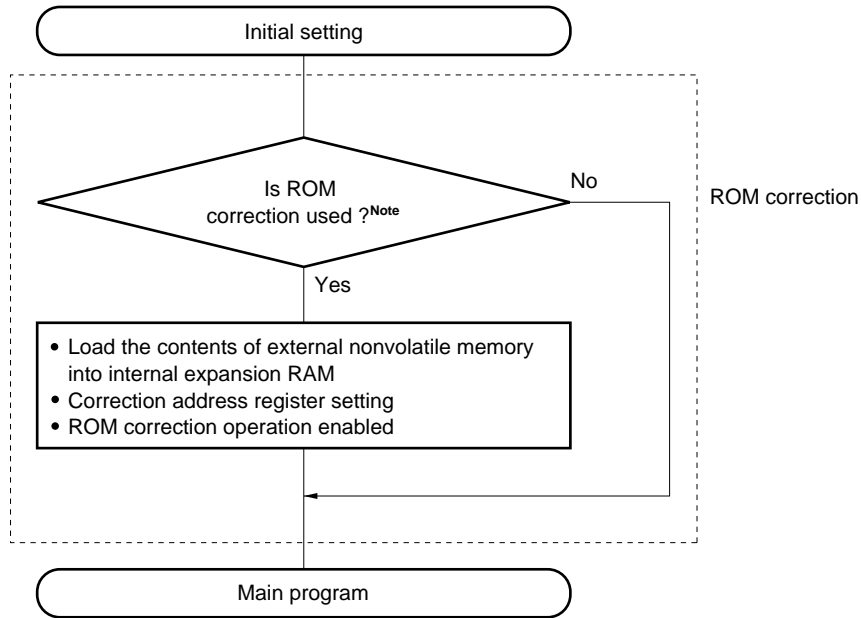 Initial setting
Is ROM
correction used ?Note
No
ROM correction
Yes
• Load the contents of external nonvolatile memory
into internal expansion RAM
• Correction address register setting
• ROM correction operation enabled
Main program